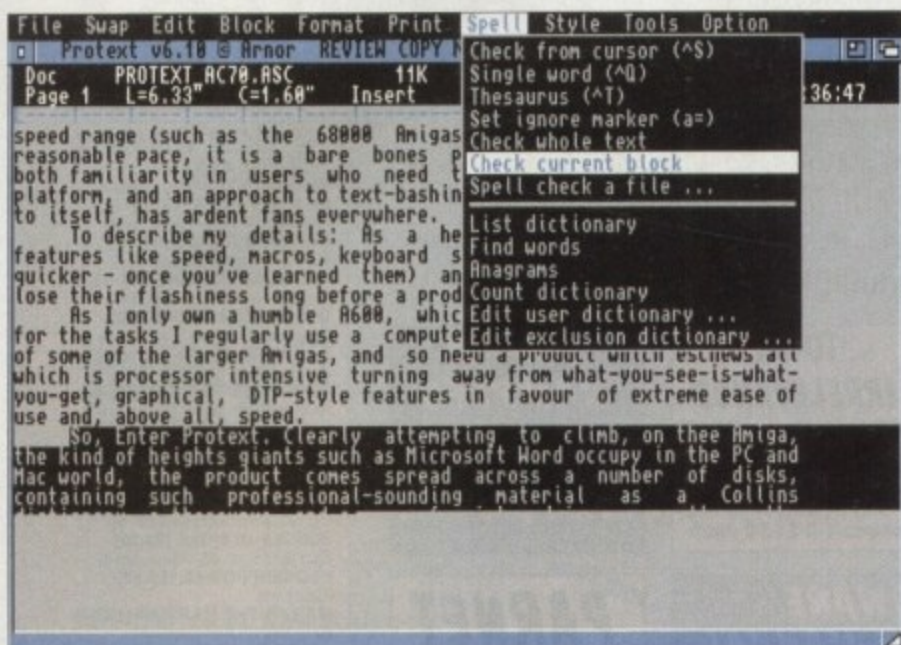 File Swap Edit Block Format Print Spell Style Tools Option
Protext v6.10 © Arnor REVIEW COPY
Doc PROTEXT_AC70.ASC 11K
Page 1 L=6.33" C=1.60" Insert :36:47
Check from cursor (^S)
Single word (^Q)
Thesaurus (^T)
Set ignore marker (a=)
Check whole text
Check current block
Spell check a file ...
List dictionary
Find words
Anagrams
Count dictionary
Edit user dictionary ...
Edit exclusion dictionary ...
speed range (such as the 68000 Amigas
reasonable pace, it is a bare bones p
both familiarity in users who need t
platform, and an approach to text-bashin
to itself, has ardent fans everywhere.
To describe my details: As a he
features like speed, macros, keyboard s
quicker - once you've learned them) an
lose their flashiness long before a prod
As I only own a humble A600, whic
for the tasks I regularly use a compute
of some of the larger Amigas, and so need a product which eschews all
which is processor intensive turning away from what-you-see-is-what-
you-get, graphical, DTP-style features in favour of extreme ease of
use and, above all, speed.
So, Enter Protext. Clearly attempting to climb, on thee Amiga,
the kind of heights giants such as Microsoft Word occupy in the PC and
Mac world, the product comes spread across a number of disks,
containing such professional-sounding material as a Collins